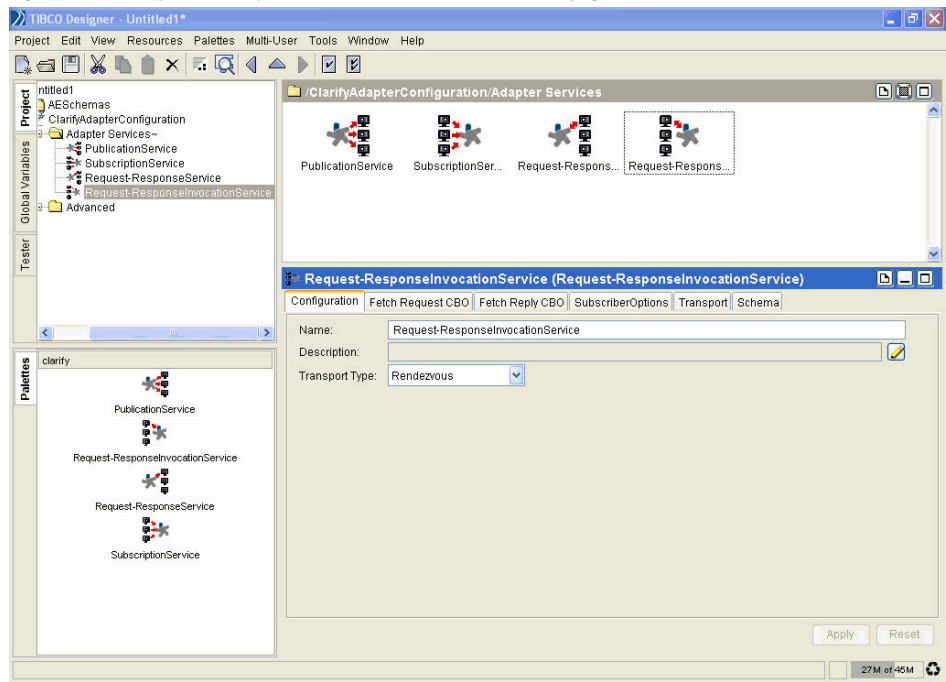 TIBCO Designer - Untitled1*
Project Edit View Resources Palettes Multi-User Tools Window Help
Project
Global Variables
Tester
ntitled1
AESchemas
ClarifyAdapterConfiguration
Adapter Services~
PublicationService
SubscriptionService
Request-ResponseService
Request-ResponseInvocationService
Advanced
/ClarifyAdapterConfiguration/Adapter Services
PublicationService SubscriptionSer... Request-Respons... Request-Respons...
Request-ResponseInvocationService (Request-ResponseInvocationService)
Configuration Fetch Request CBO Fetch Reply CBO SubscriberOptions Transport Schema
Name: Request-ResponseInvocationService
Description:
Transport Type: Rendezvous
Palettes
clarify
PublicationService
Request-ResponseInvocationService
Request-ResponseService
SubscriptionService
Apply Reset
27M of 45M